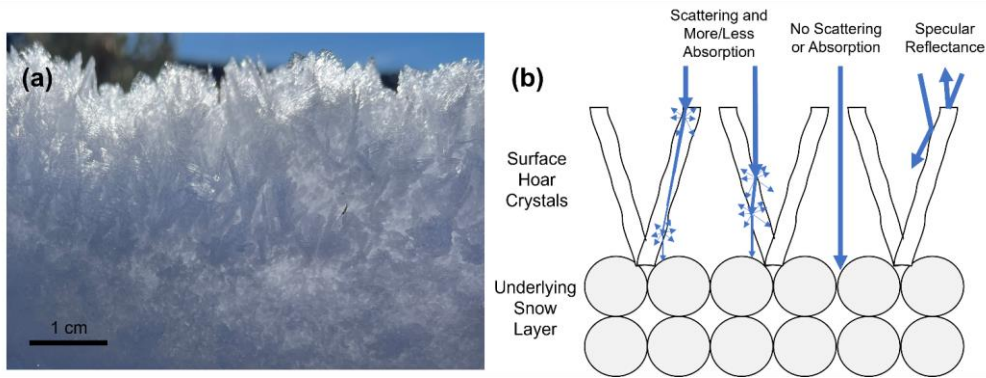 (a)
1 cm
(b)
Scattering and
More/Less
Absorption
No Scattering
or Absorption
Specular
Reflectance
Surface
Hoar
Crystals
Underlying
Snow
Layer